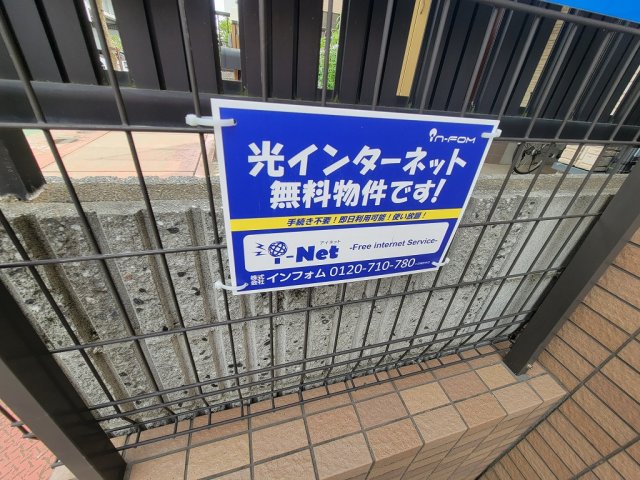 in-FOM
光インターネット
無料物件です!
手続き不要!即日利用可能!使い放題!
アイネット
i-Net -Free internet Service-
株式会社 インフォム 0120-710-780